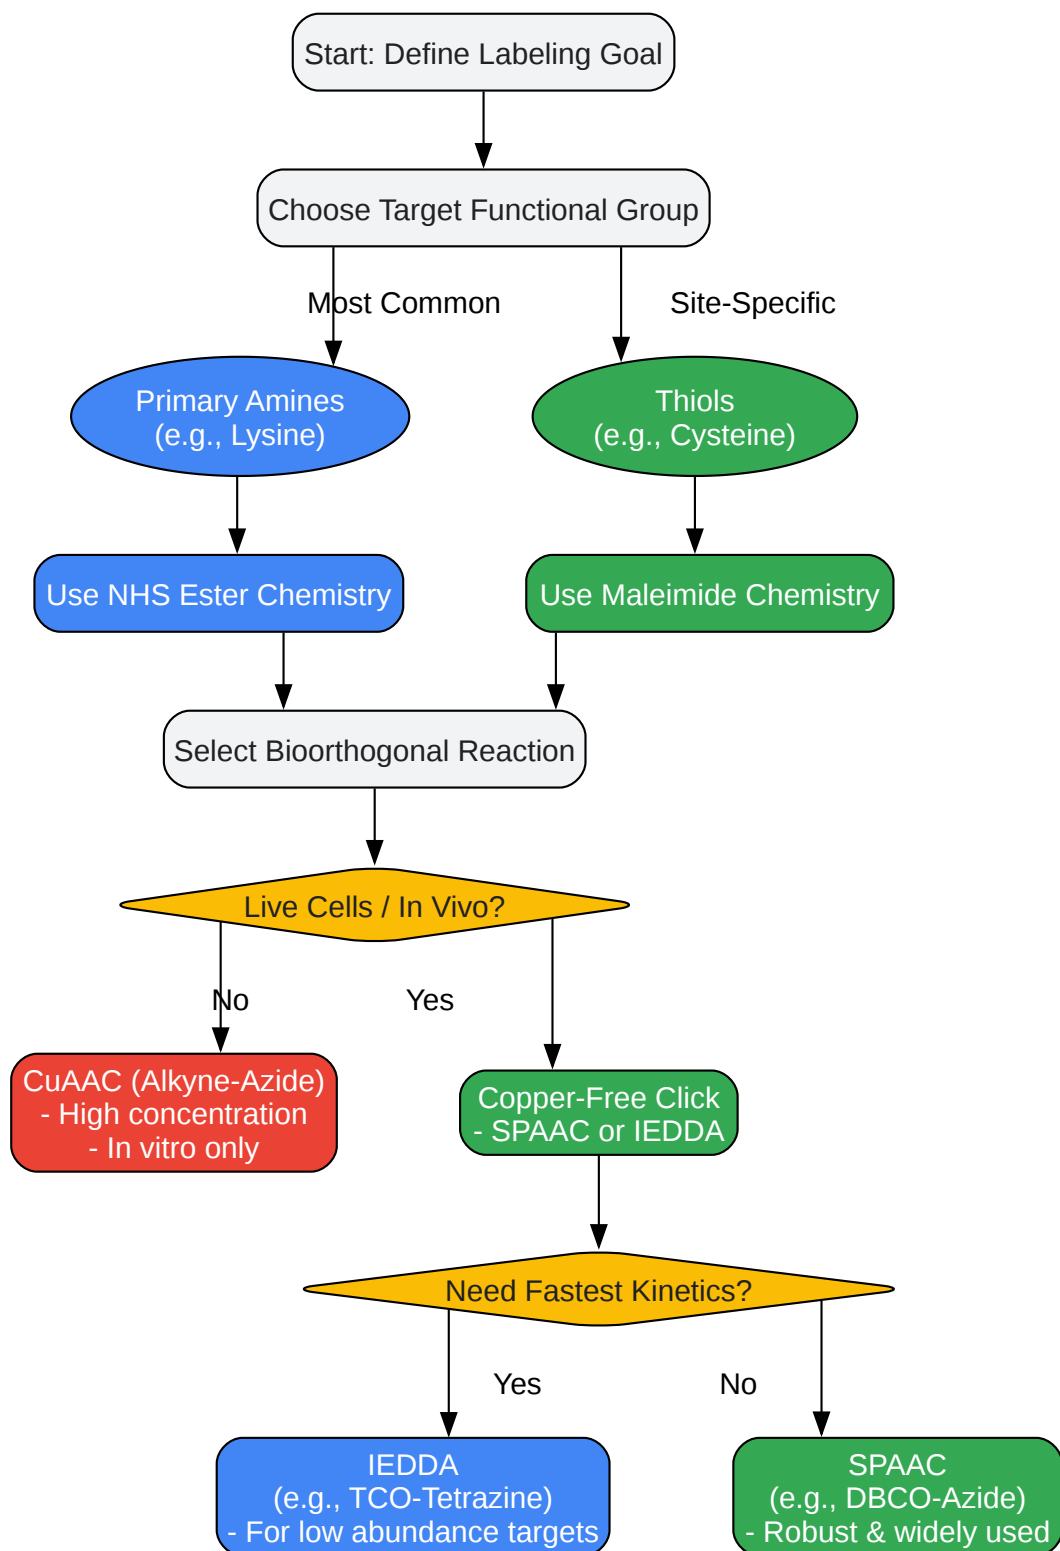 Start: Define Labeling Goal
Choose Target Functional Group
Most Common
Site-Specific
Primary Amines
(e.g., Lysine)
Thiols
(e.g., Cysteine)
Use NHS Ester Chemistry
Use Maleimide Chemistry
Select Bioorthogonal Reaction
Live Cells / In Vivo?
No
Yes
CuAAC (Alkyne-Azide)
- High concentration
- In vitro only
Copper-Free Click
- SPAAC or IEDDA
Need Fastest Kinetics?
Yes
No
IEDDA
(e.g., TCO-Tetrazine)
- For low abundance targets
SPAAC
(e.g., DBCO-Azide)
- Robust & widely used